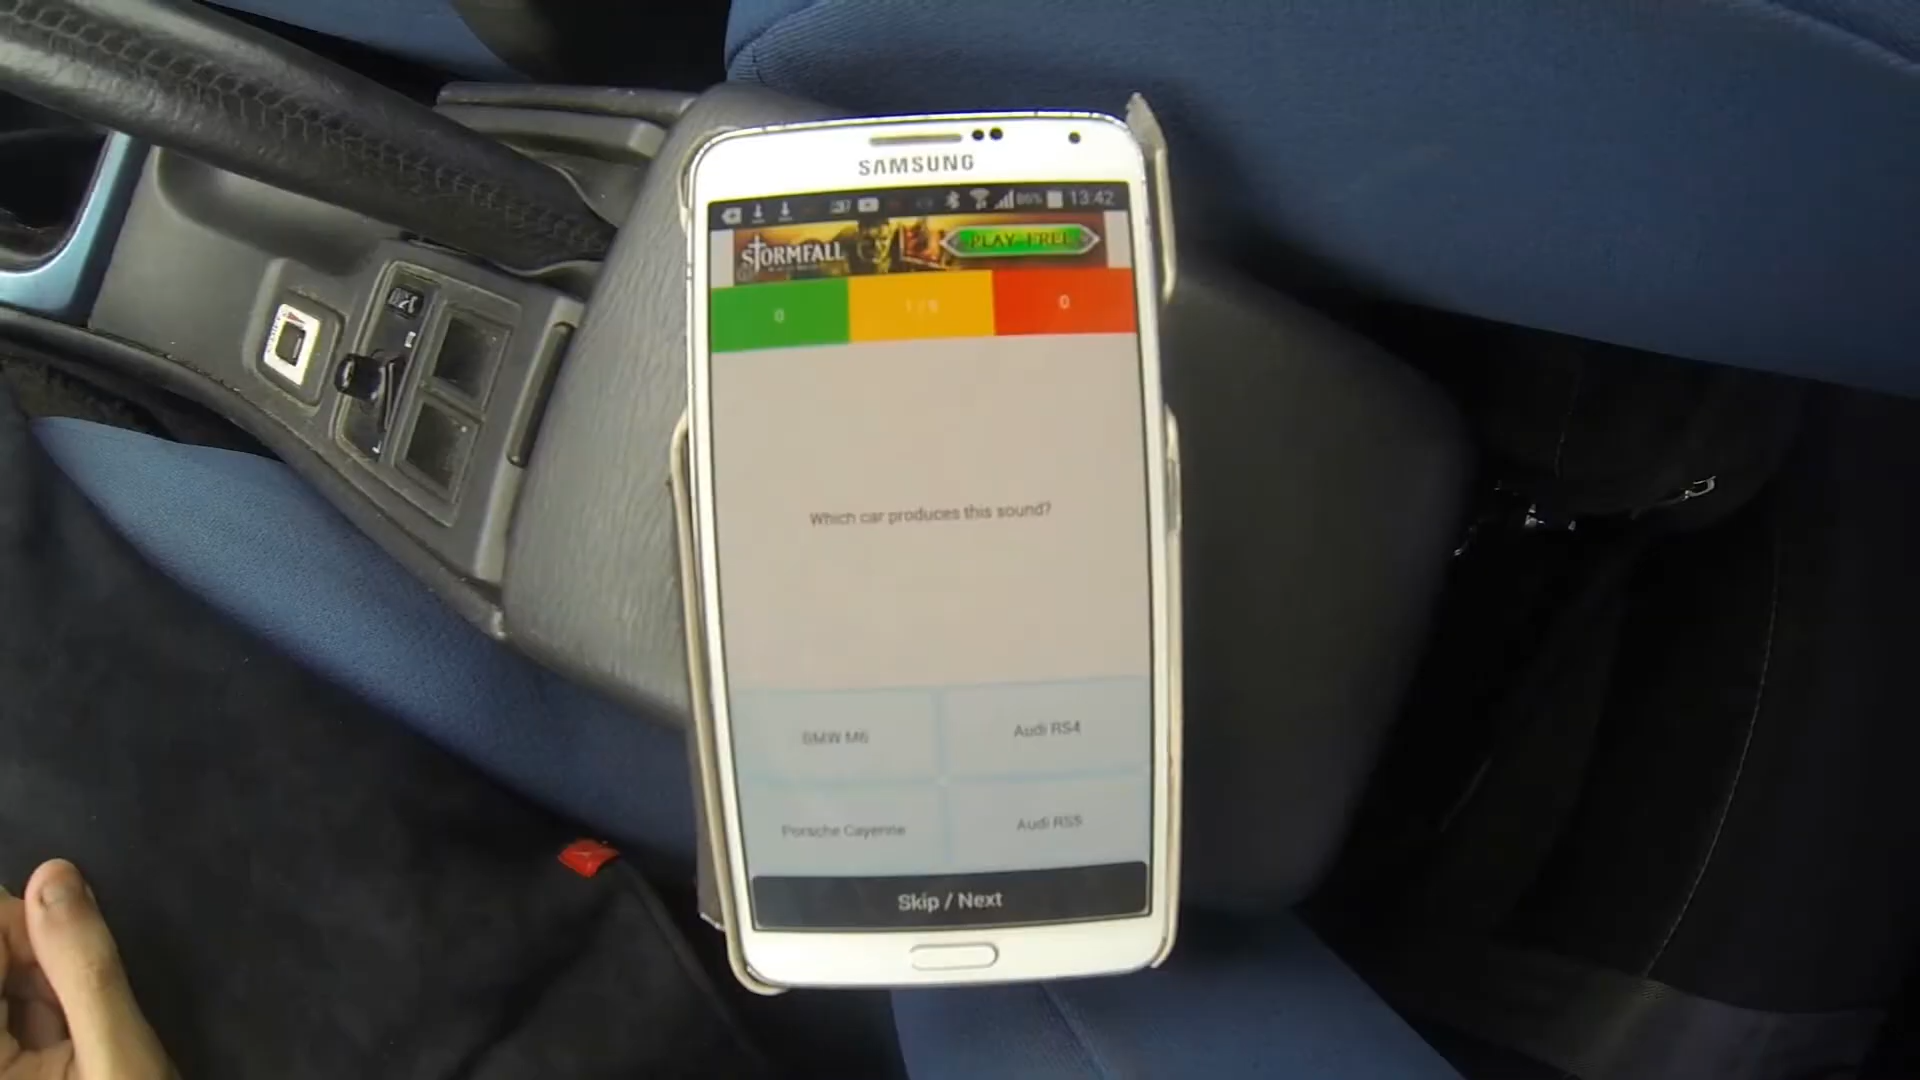 SAMSUNG
86% 13:42
STORMFALL
PLAY FREE
0
0
Which car produces this sound?
BMW M6
Audi RS4
Porsche Cayenne
Audi RS5
Skip / Next